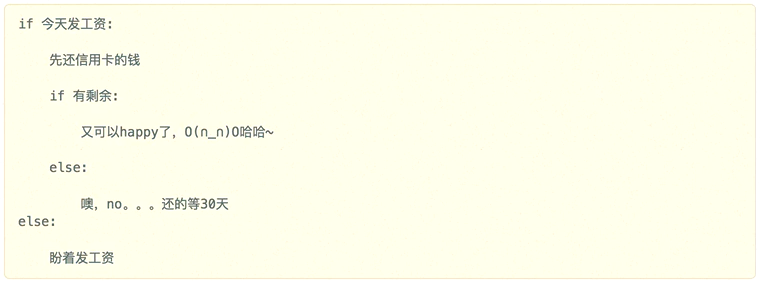 if 今天发工资:
先还信用卡的钱
if 有剩余:
又可以happy了，O(∩_∩)O哈哈~
else:
噢，no。。。还的等30天
else:
盼着发工资